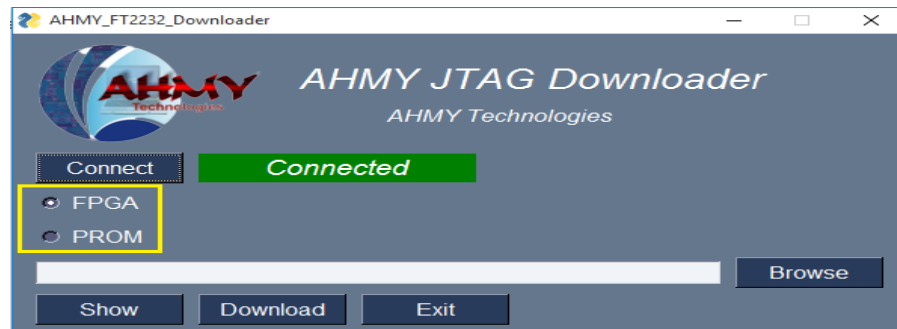 AHMY_FT2232_Downloader
AHMY
Technologies
AHMY JTAG Downloader
AHMY Technologies
Connect
Connected
FPGA
PROM
Browse
Show
Download
Exit